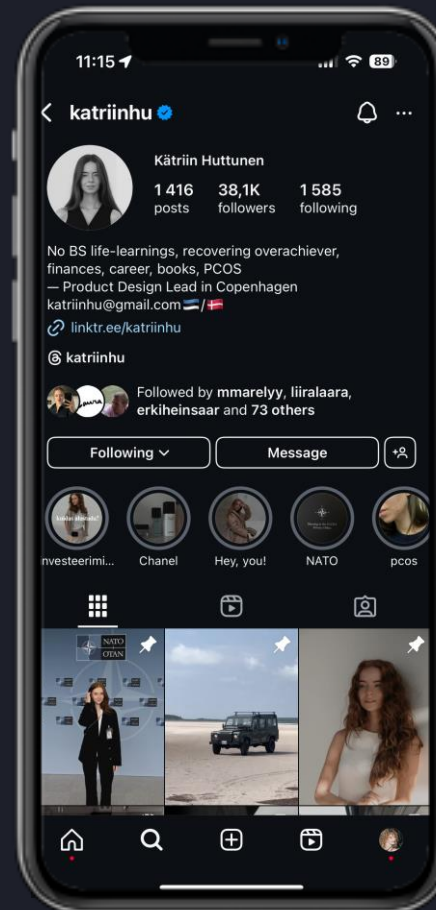 11:15
89
katriinhu
Kätriin Huttunen
1 416 38,1K 1 585
posts followers following
No BS life-learnings, recovering overachiever,
finances, career, books, PCOS
— Product Design Lead in Copenhagen
katriinhu@gmail.com 🇪🇪/🇩🇰
linktr.ee/katriinhu
katriinhu
Followed by mmarelyy, liiralaara,
erkiheinsaar and 73 others
Following Message
nvesteerimi... Chanel Hey, you! NATO pcos
NATO
OTAN